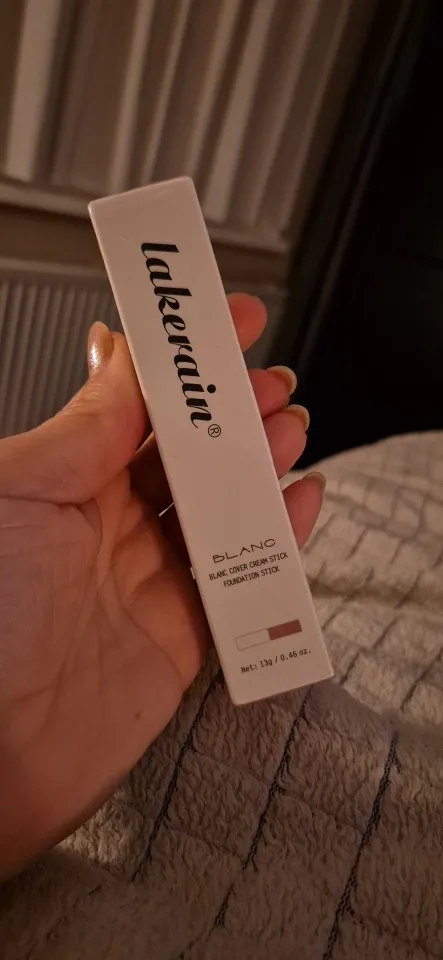 lakerain®
BLANC
BLANC COVER CREAM STICK
FOUNDATION STICK
Net: 13g / 0.46 oz.